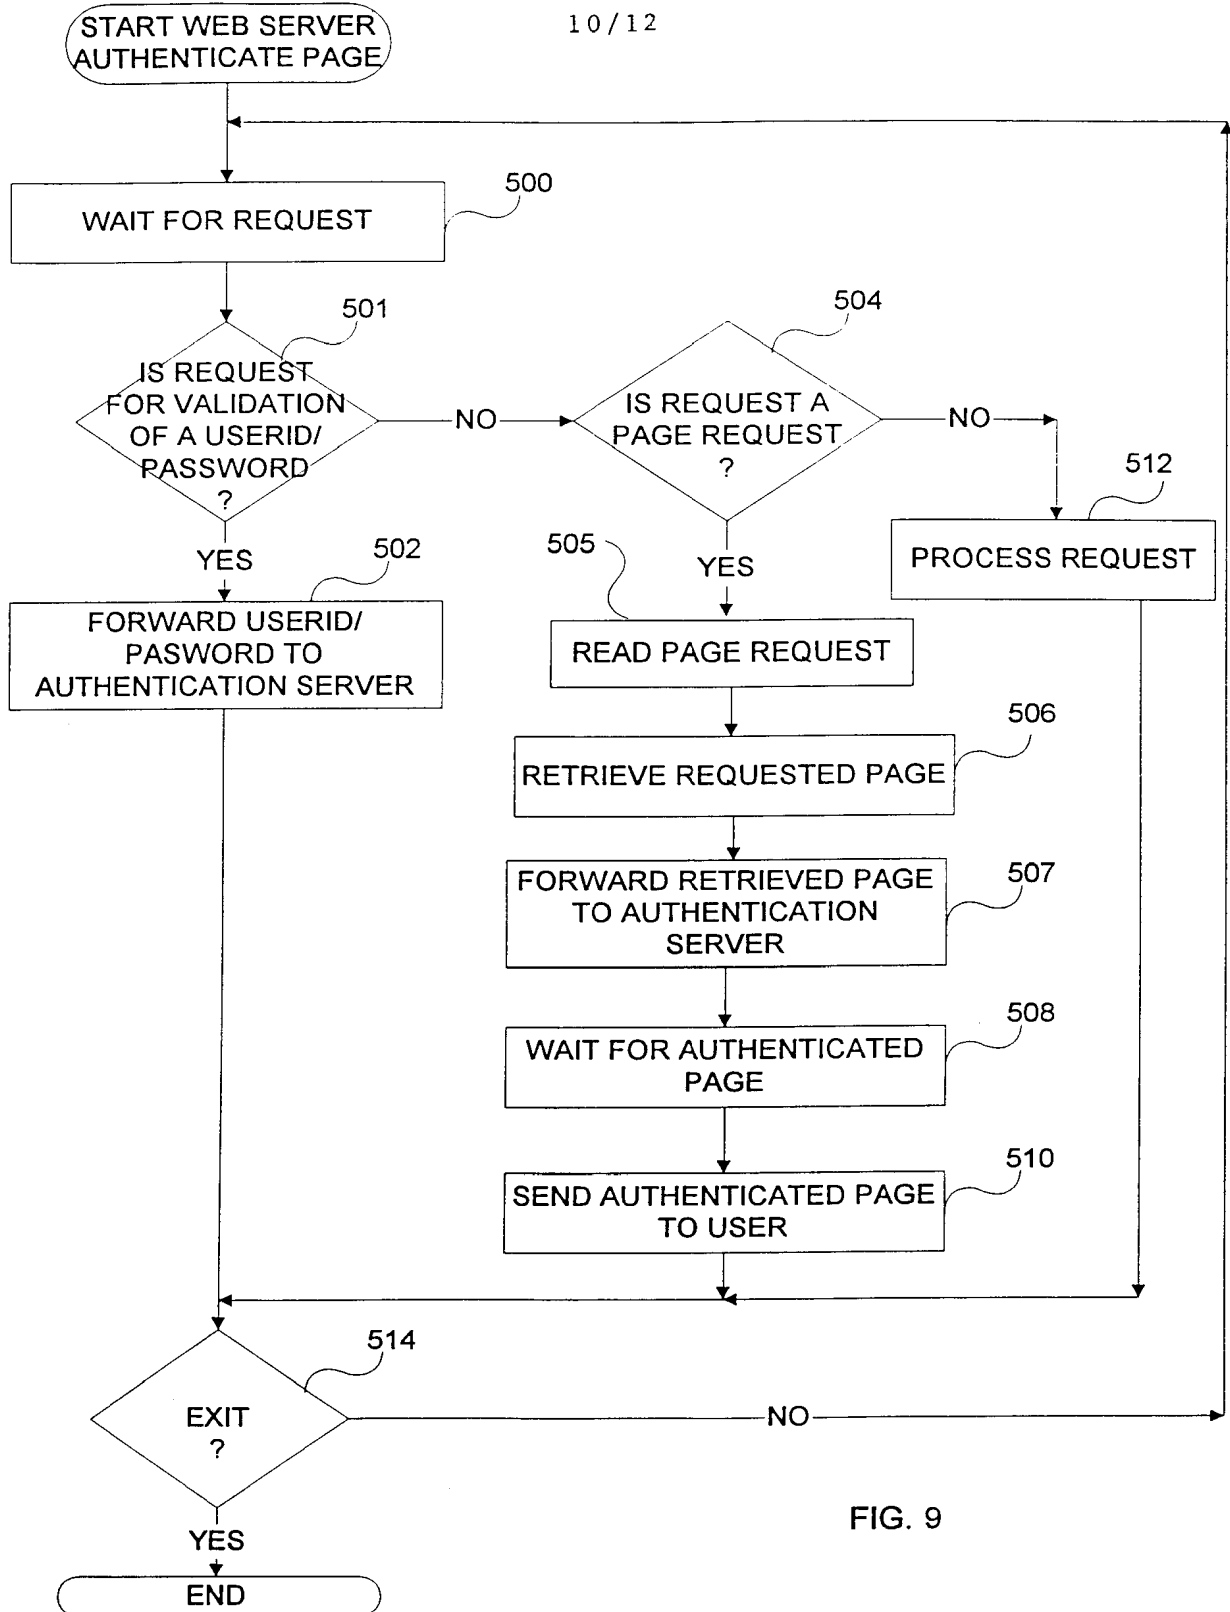 START WEB SERVER
AUTHENTICATE PAGE
10/12
WAIT FOR REQUEST
500
501
IS REQUEST
FOR VALIDATION
OF A USERID/
PASSWORD
?
NO
504
IS REQUEST A
PAGE REQUEST
?
NO
512
PROCESS REQUEST
YES
502
FORWARD USERID/
PASWORD TO
AUTHENTICATION SERVER
YES
505
READ PAGE REQUEST
506
RETRIEVE REQUESTED PAGE
507
FORWARD RETRIEVED PAGE
TO AUTHENTICATION
SERVER
508
WAIT FOR AUTHENTICATED
PAGE
510
SEND AUTHENTICATED PAGE
TO USER
514
EXIT
?
NO
YES
END
FIG. 9